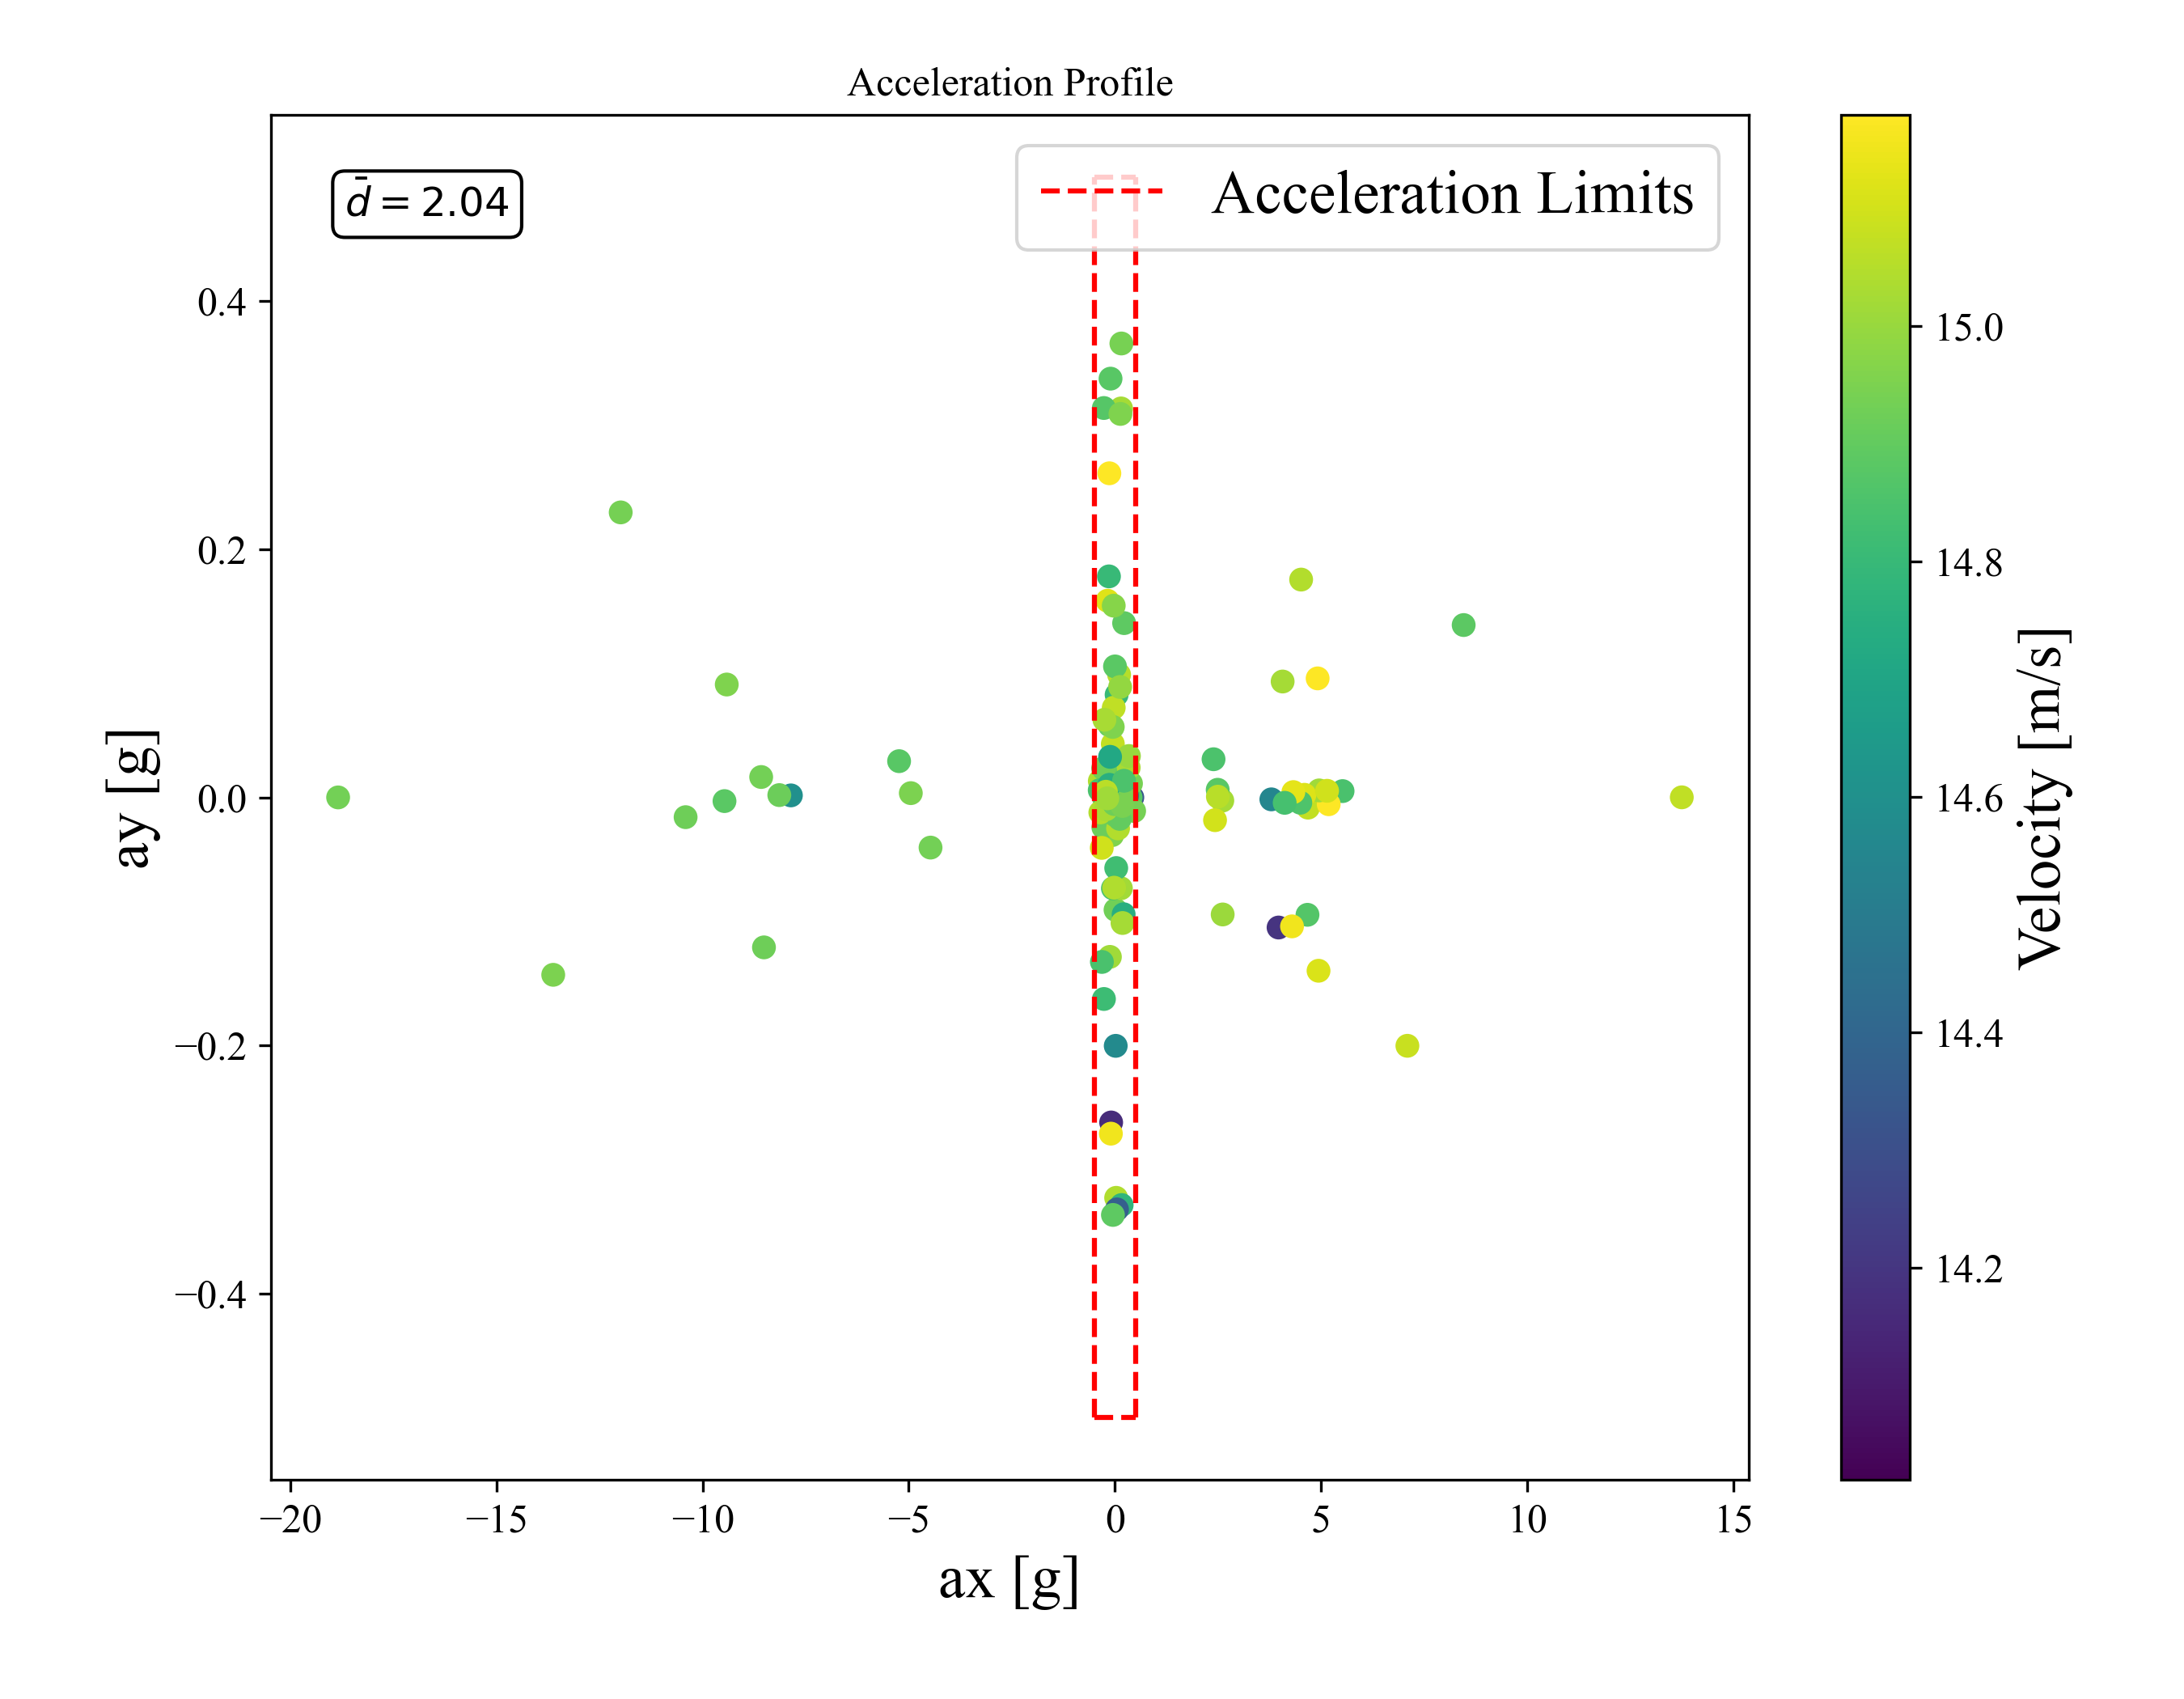 Acceleration Profile
d̄ = 2.04
Acceleration Limits
0.4
0.2
0.0
−0.2
−0.4
ay [g]
−20 −15 −10 −5 0 5 10 15
ax [g]
15.0
14.8
14.6
14.4
14.2
Velocity [m/s]